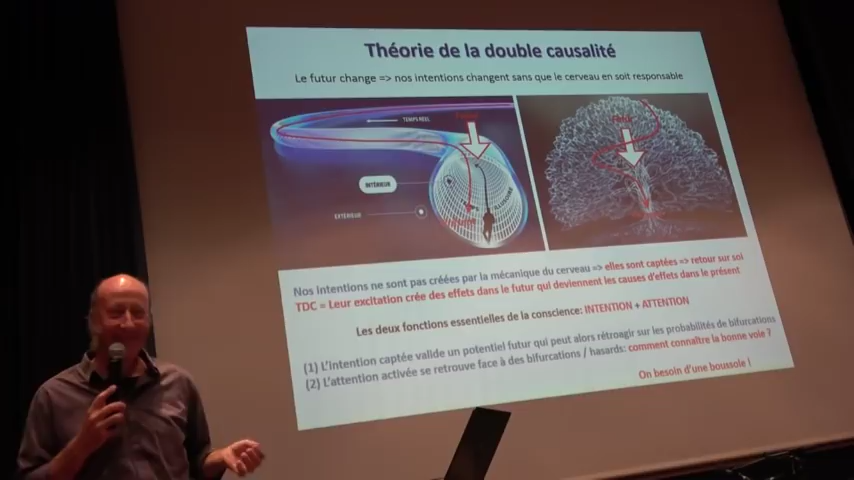 Théorie de la double causalité
Le futur change => nos intentions changent sans que le cerveau en soit responsable
TEMPS REEL
Futur
INTÉRIEUR
EXTÉRIEUR
Nos intentions ne sont pas créées par la mécanique du cerveau => elles sont captées => retour sur soi
TDC = Leur excitation crée des effets dans le futur qui deviennent les causes d'effets dans le présent
Les deux fonctions essentielles de la conscience: INTENTION + ATTENTION
(1) L'intention captée valide un potentiel futur qui peut alors rétroagir sur les probabilités de bifurcations
(2) L'attention activée se retrouve face à des bifurcations / hasards: comment connaître la bonne voie ?
On besoin d'une boussole !